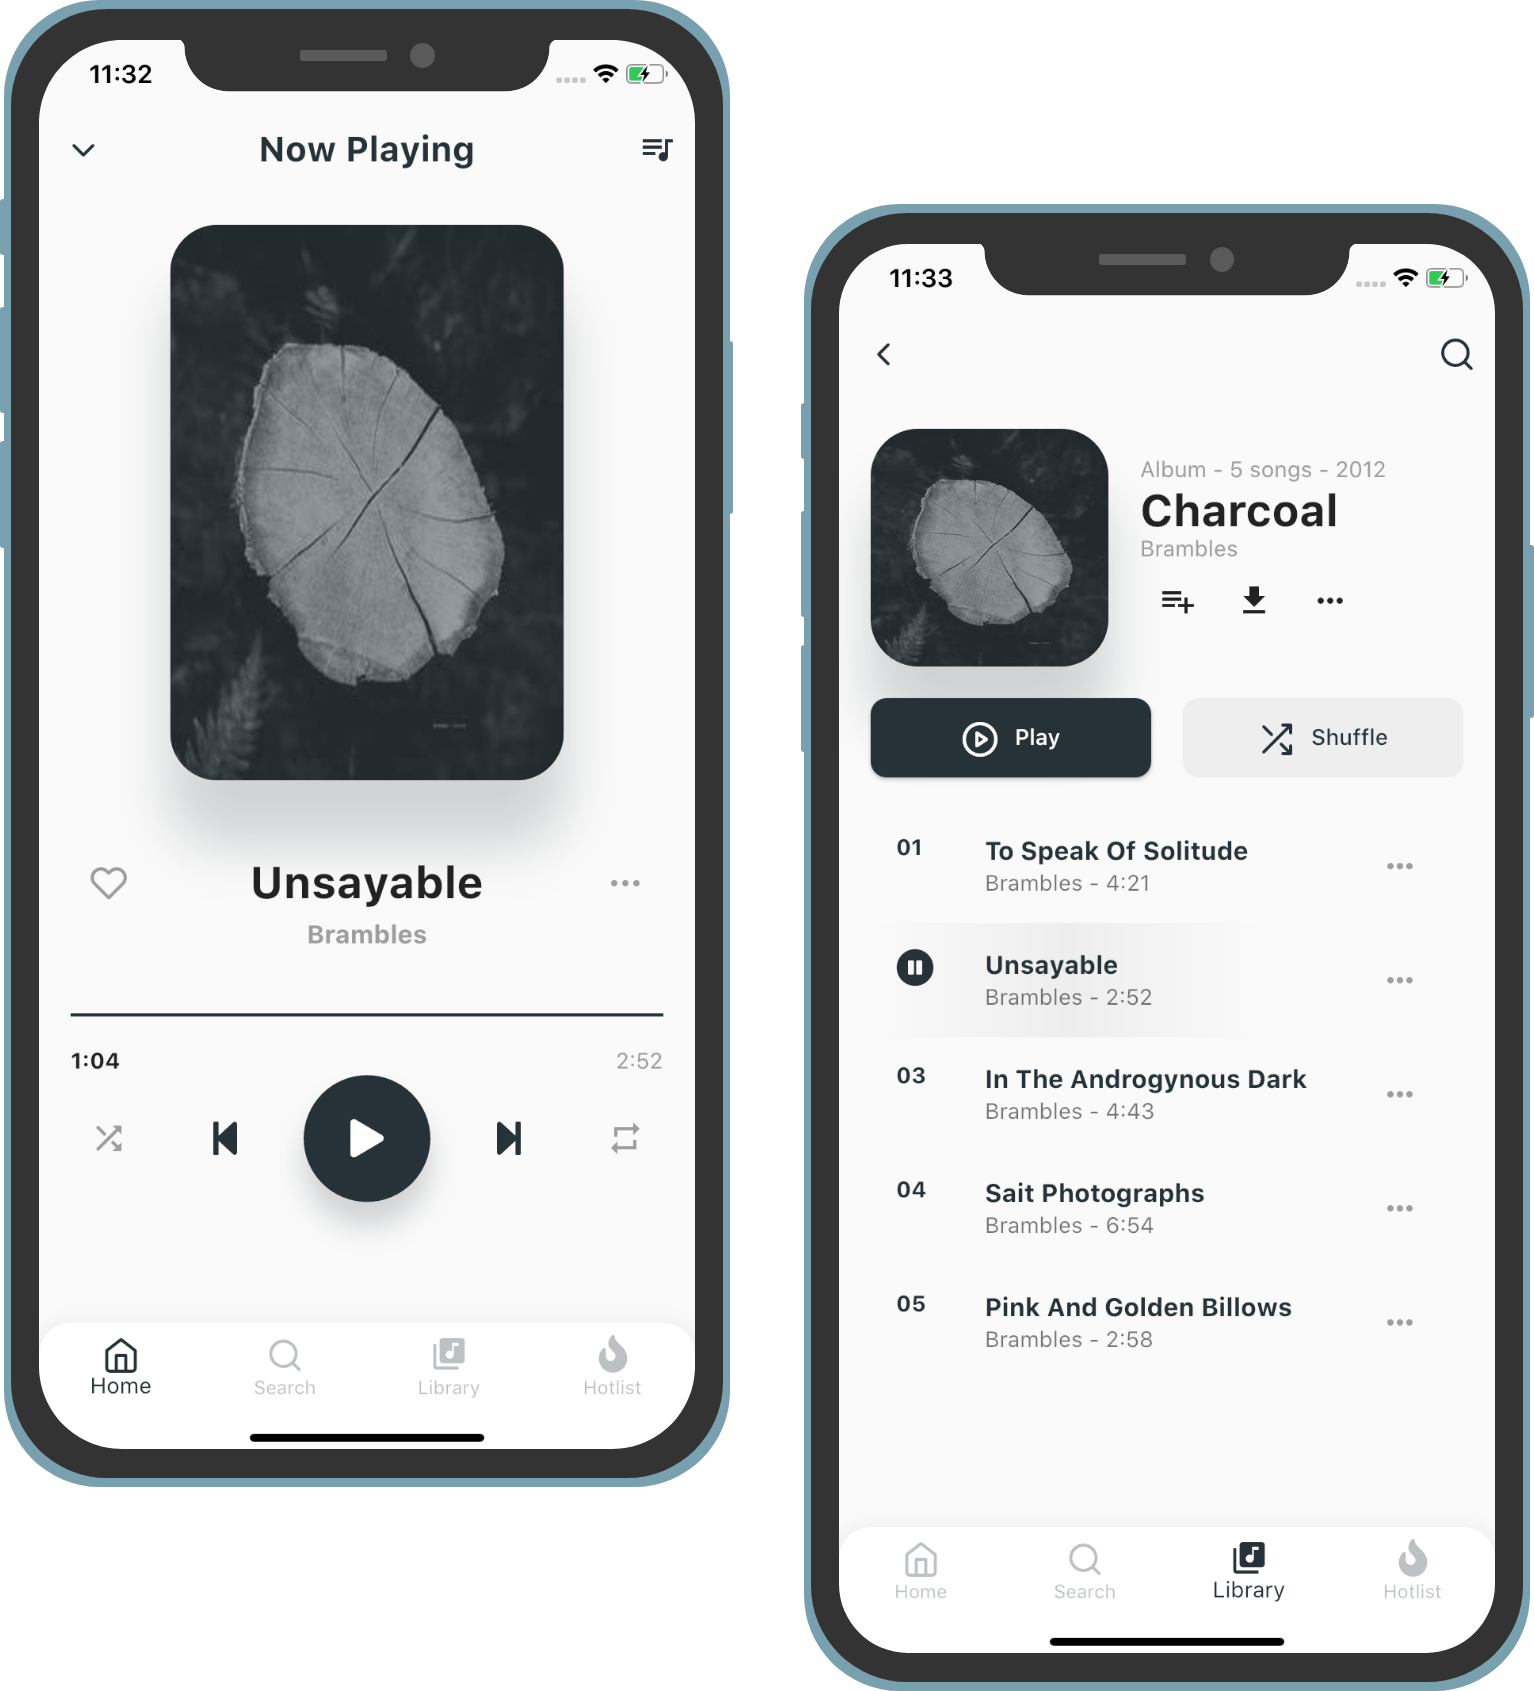 11:32
Now Playing
Unsayable
Brambles
1:04
2:52
Home
Search
Library
Hotlist
11:33
Album - 5 songs - 2012
Charcoal
Brambles
Play
Shuffle
01
To Speak Of Solitude
Brambles - 4:21
Unsayable
Brambles - 2:52
03
In The Androgynous Dark
Brambles - 4:43
04
Sait Photographs
Brambles - 6:54
05
Pink And Golden Billows
Brambles - 2:58
Home
Search
Library
Hotlist